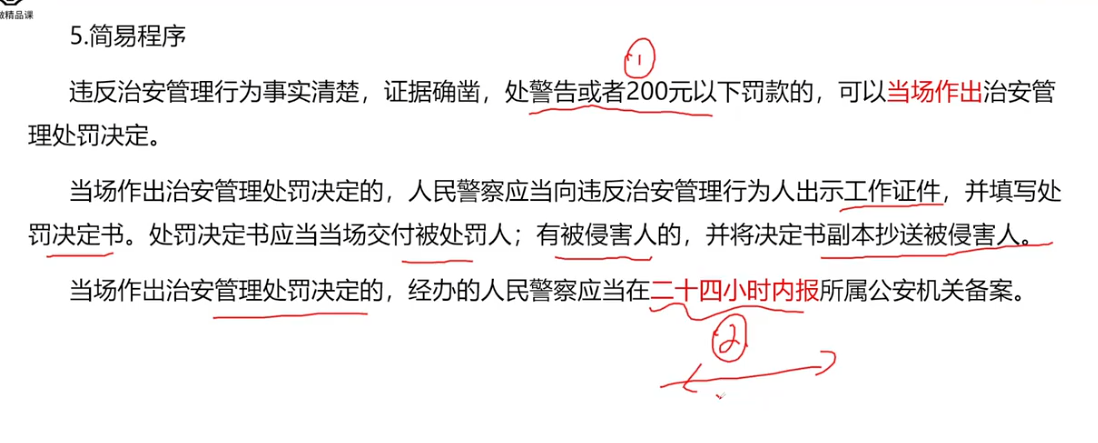 做精品课
5.简易程序
①
违反治安管理行为事实清楚，证据确凿，处警告或者200元以下罚款的，可以当场作出治安管
理处罚决定。
当场作出治安管理处罚决定的，人民警察应当向违反治安管理行为人出示工作证件，并填写处
罚决定书。处罚决定书应当当场交付被处罚人；有被侵害人的，并将决定书副本抄送被侵害人。
当场作出治安管理处罚决定的，经办的人民警察应当在二十四小时内报所属公安机关备案。
②